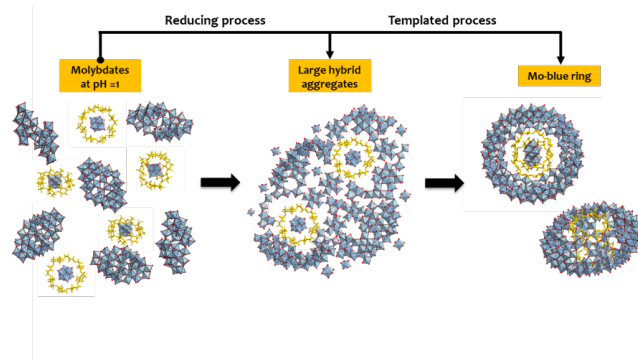 Reducing process
Templated process
Molybdates
at pH =1
Large hybrid
aggregates
Mo-blue ring